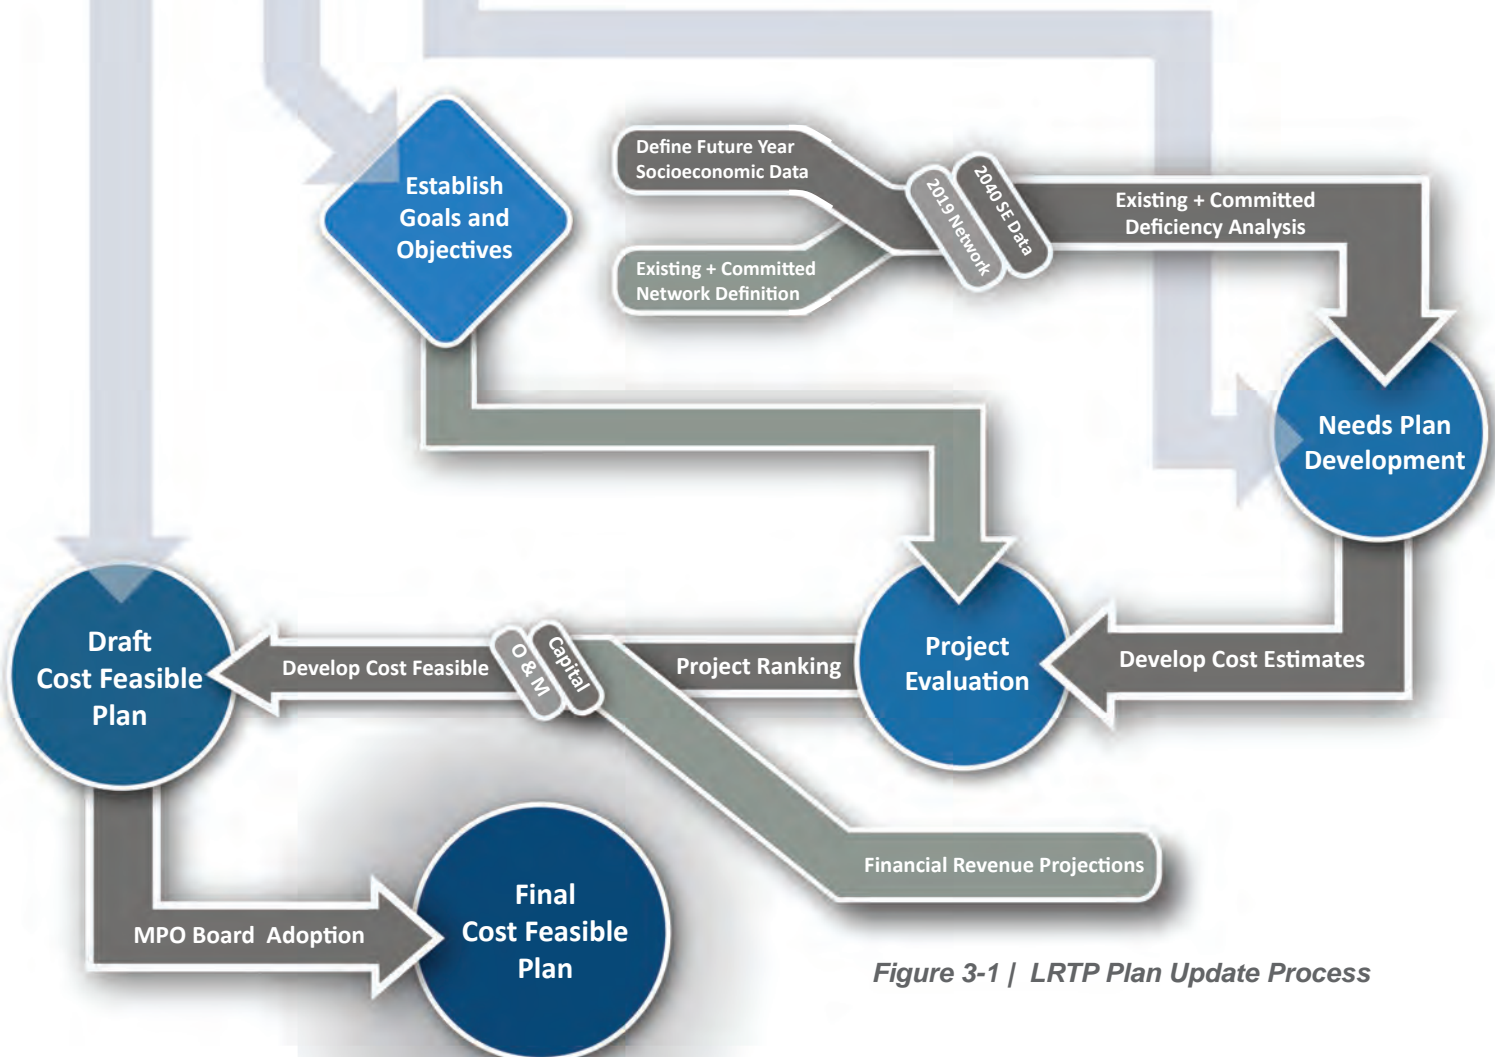 Establish
Goals and
Objectives
Define Future Year
Socioeconomic Data
Existing + Committed
Network Definition
2019 Network
2040 SE Data
Existing + Committed
Deficiency Analysis
Needs Plan
Development
Draft
Cost Feasible
Plan
Develop Cost Feasible
O & M
Capital
Project Ranking
Project
Evaluation
Develop Cost Estimates
Financial Revenue Projections
MPO Board  Adoption
Final
Cost Feasible
Plan
Figure 3-1 |  LRTP Plan Update Process